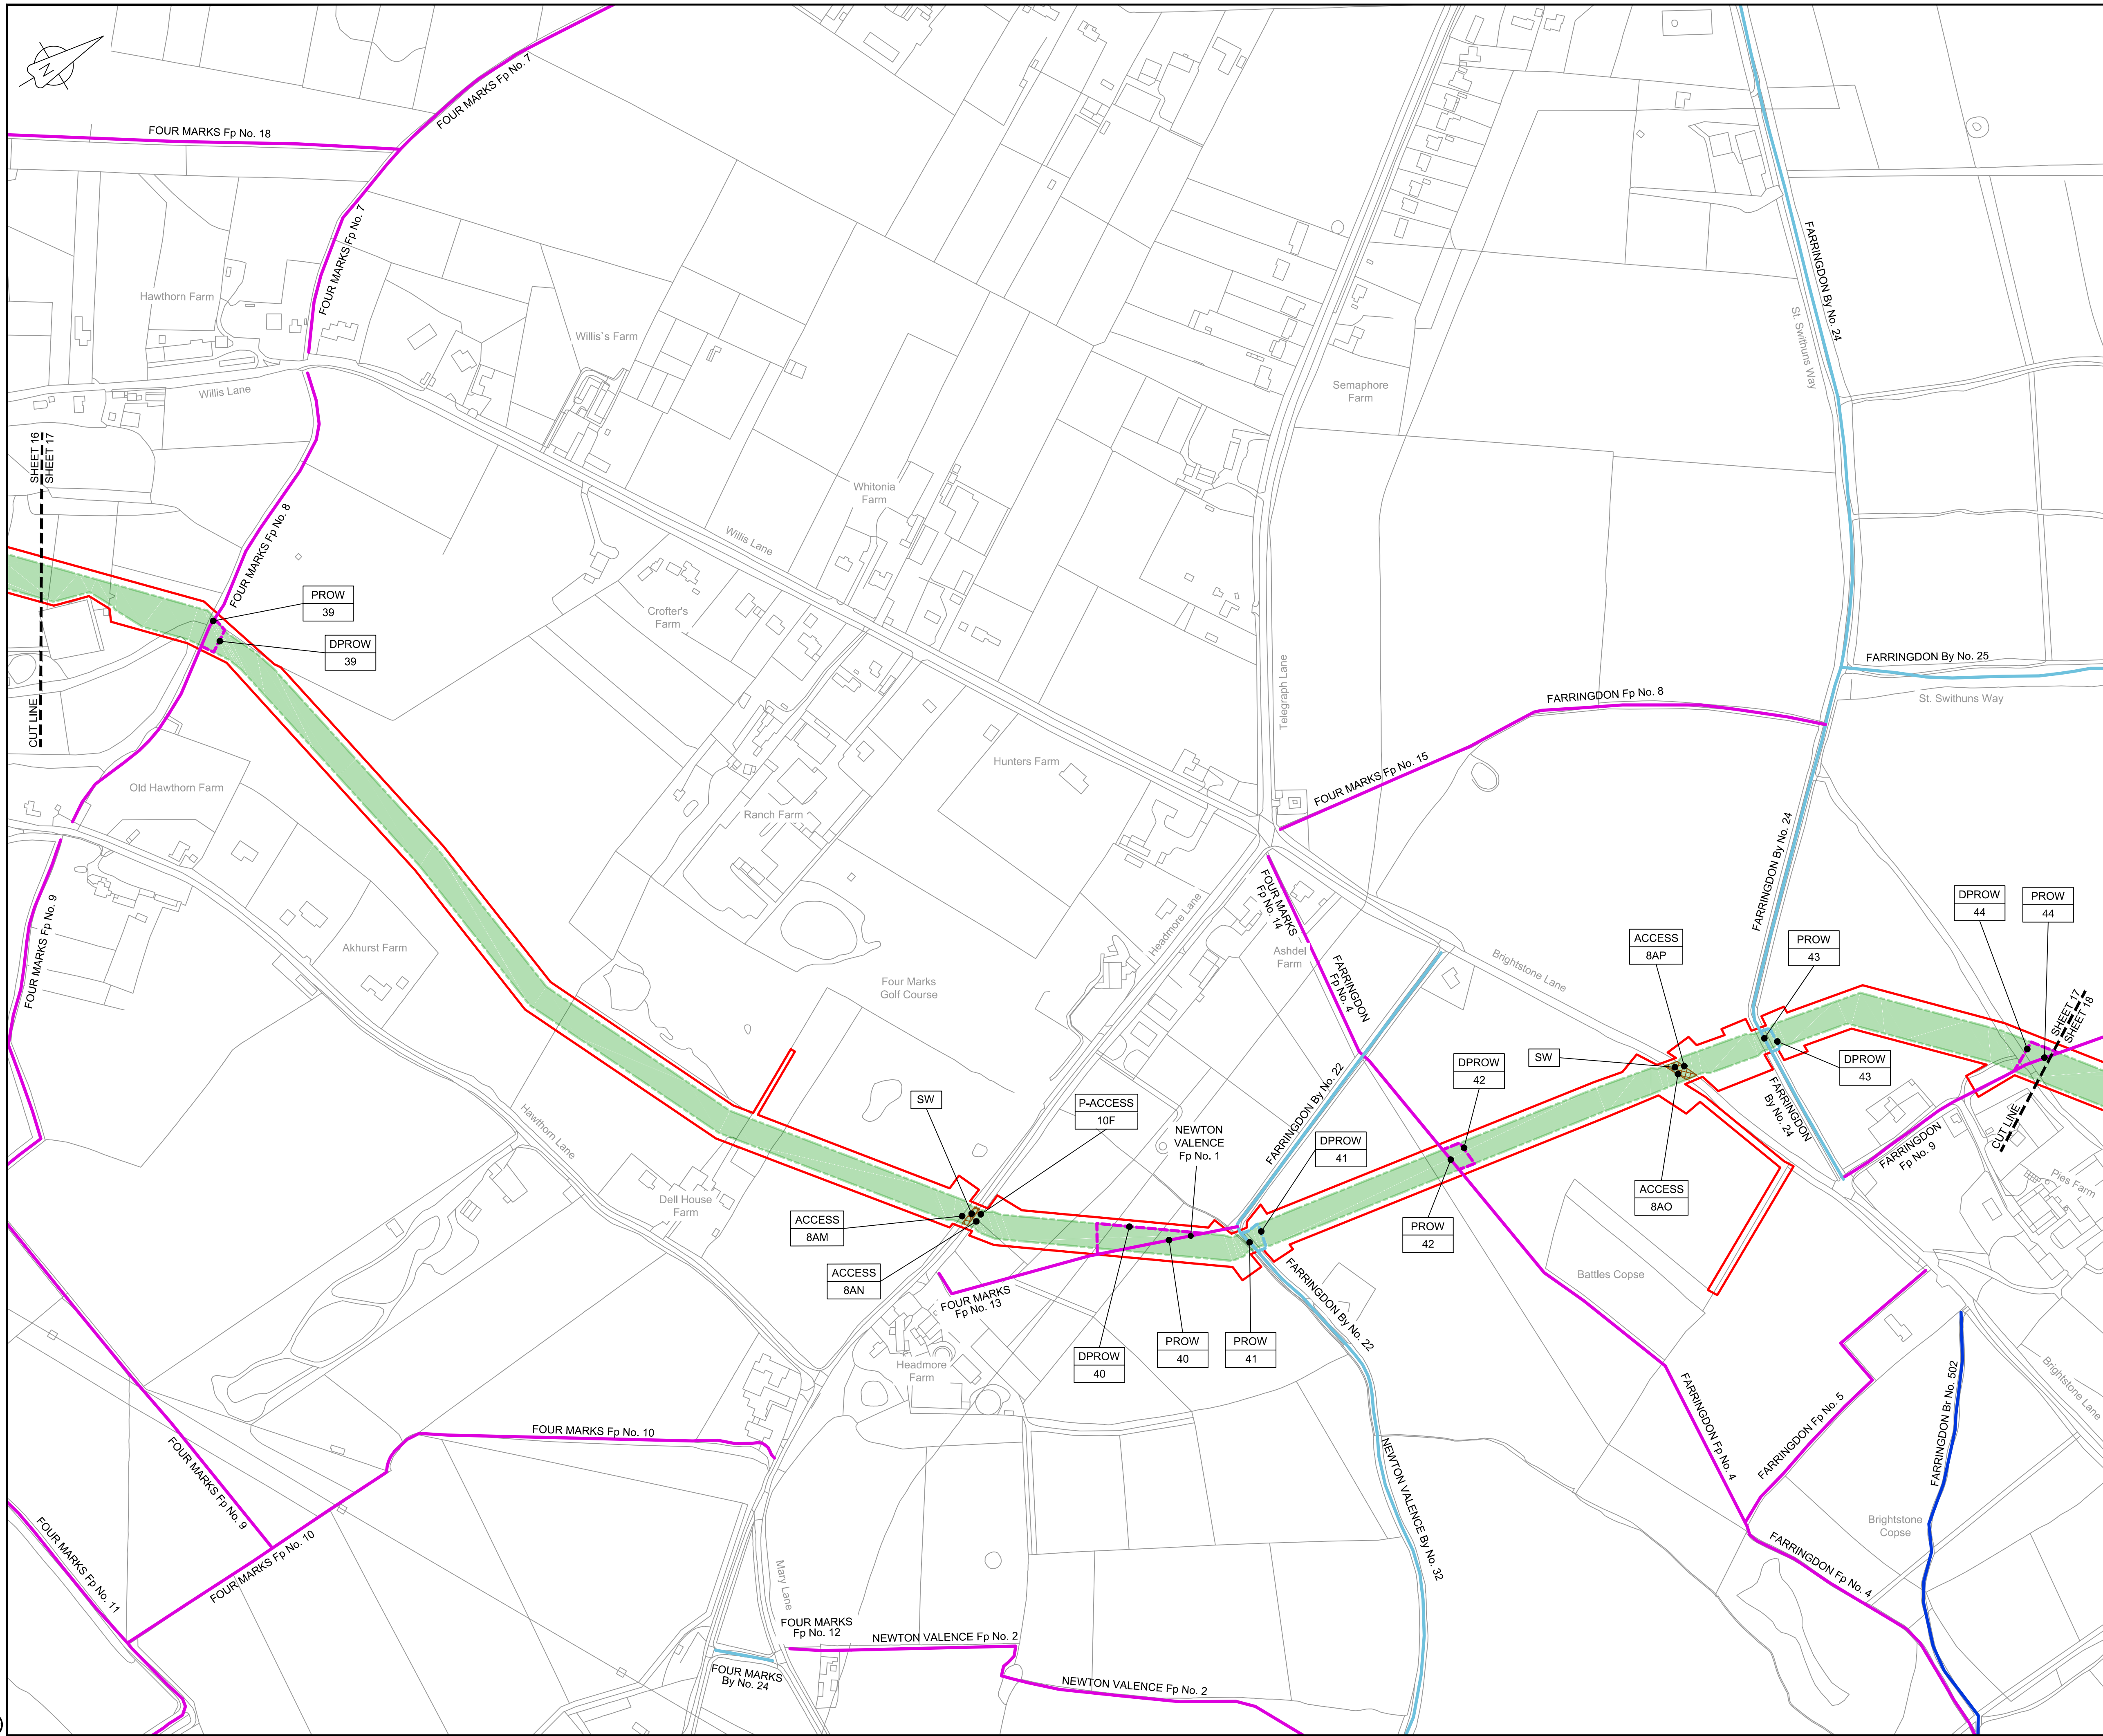 N
FOUR MARKS Fp No. 7
FOUR MARKS Fp No. 18
FOUR MARKS Fp No. 7
FARRINGDON By No. 24
St. Swithuns Way
Hawthorn Farm
Willis`s Farm
Willis Lane
Semaphore
Farm
SHEET 16
SHEET 17
CUT LINE
Whitonia
Farm
Willis Lane
FOUR MARKS Fp No. 8
PROW
39
DPROW
39
Crofter's
Farm
Telegraph Lane
FARRINGDON By No. 25
St. Swithuns Way
FARRINGDON Fp No. 8
FOUR MARKS Fp No. 15
Hunters Farm
Old Hawthorn Farm
Ranch Farm
FARRINGDON By No. 24
FOUR MARKS Fp No. 9
Akhurst Farm
Headmore Lane
FOUR MARKS
Fp No. 14
Ashdel
Farm
FARRINGDON
Fp No. 4
Brightstone Lane
ACCESS
8AP
PROW
43
DPROW
44
PROW
44
Four Marks
Golf Course
SHEET 17
SHEET 18
CUT LINE
SW
DPROW
42
DPROW
43
FARRINGDON
By No. 24
SW
P-ACCESS
10F
NEWTON
VALENCE
Fp No. 1
FARRINGDON By No. 22
DPROW
41
FARRINGDON
Fp No. 9
Pies Farm
Hawthorn Lane
Dell House
Farm
ACCESS
8AM
ACCESS
8AN
PROW
42
ACCESS
8AO
Battles Copse
FOUR MARKS
Fp No. 13
FARRINGDON By No. 22
DPROW
40
PROW
40
PROW
41
Headmore
Farm
Brightstone Lane
FARRINGDON Br No. 502
FARRINGDON Fp No. 5
FARRINGDON Fp No. 4
FOUR MARKS Fp No. 10
FOUR MARKS Fp No. 9
NEWTON VALENCE By No. 32
Brightstone
Copse
FOUR MARKS Fp No. 11
FOUR MARKS Fp No. 10
FARRINGDON Fp No. 4
Mary Lane
FOUR MARKS
Fp No. 12
NEWTON VALENCE Fp No. 2
FOUR MARKS
By No. 24
NEWTON VALENCE Fp No. 2